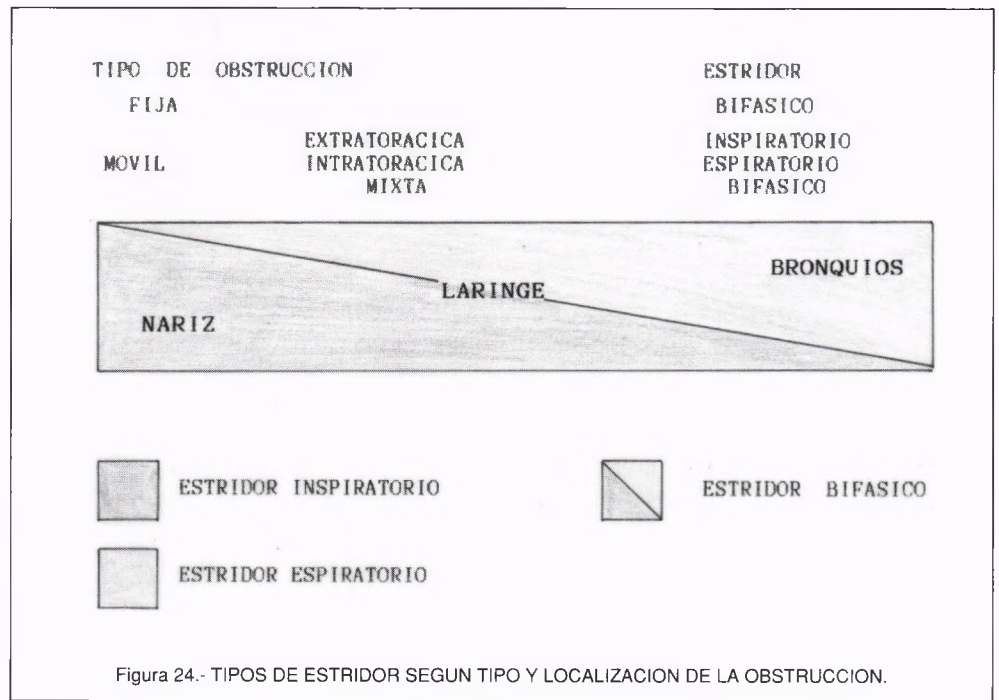 TIPO DE OBSTRUCCION ESTRIDOR
FIJA BIFASICO
EXTRATORACICA INSPIRATORIO
MOVIL INTRATORACICA ESPIRATORIO
MIXTA BIFASICO
BRONQUIOS
LARINGE
NARIZ
ESTRIDOR INSPIRATORIO ESTRIDOR BIFASICO
ESTRIDOR ESPIRATORIO
Figura 24.- TIPOS DE ESTRIDOR SEGUN TIPO Y LOCALIZACION DE LA OBSTRUCCION.